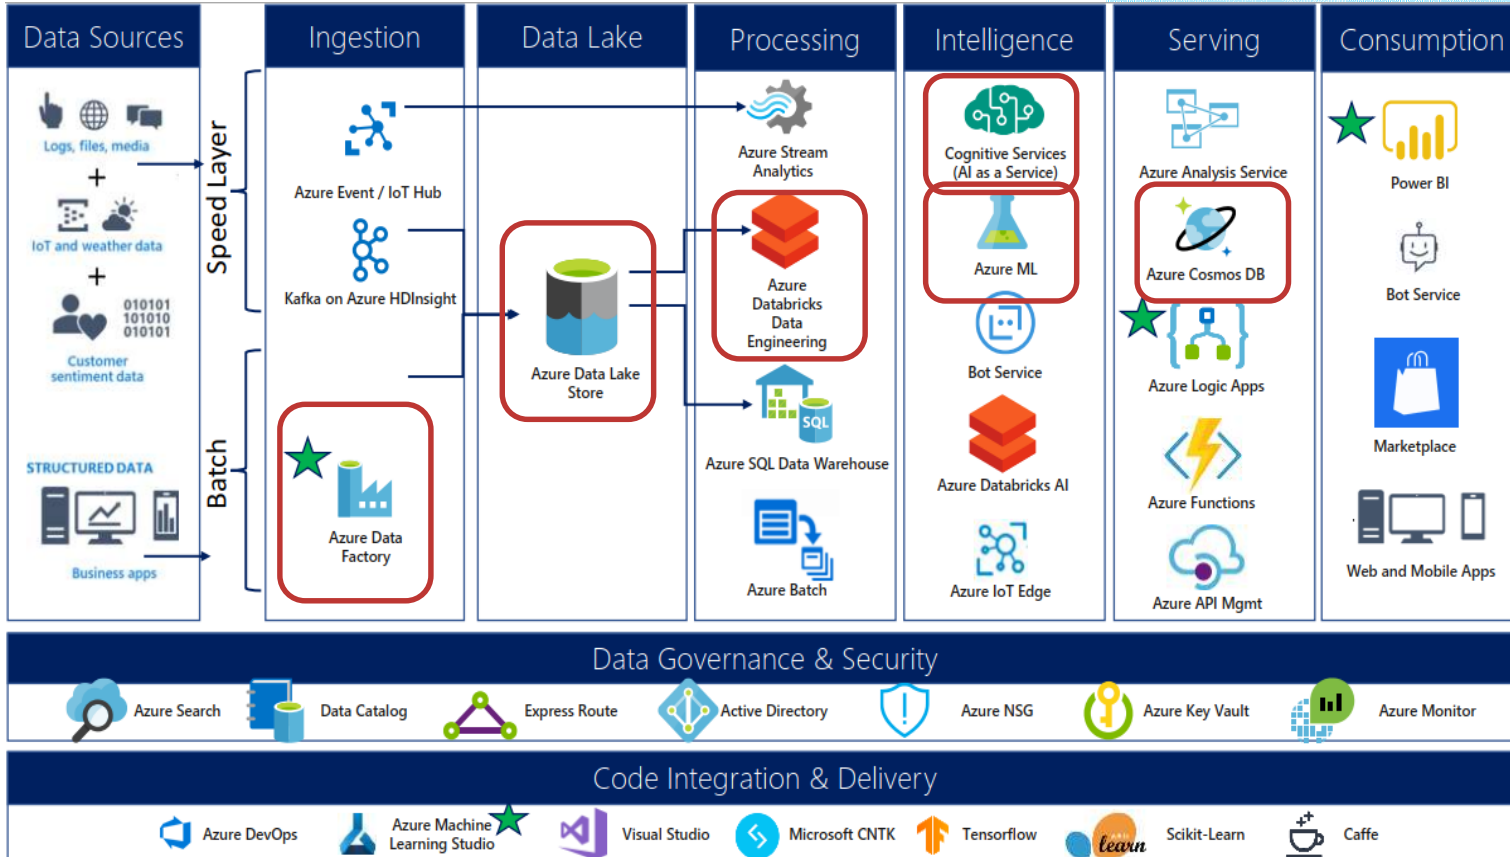 Data Sources
Ingestion
Data Lake
Processing
Intelligence
Serving
Consumption
Logs, files, media
+
IoT and weather data
+
010101
101010
010101
Customer
sentiment data
STRUCTURED DATA
Business apps
Speed Layer
Batch
Azure Event / IoT Hub
Kafka on Azure HDInsight
Azure Data
Factory
Azure Data Lake
Store
Azure Stream
Analytics
Azure
Databricks
Data
Engineering
SQL
Azure SQL Data Warehouse
Azure Batch
Cognitive Services
(AI as a Service)
Azure ML
Bot Service
Azure Databricks AI
Azure IoT Edge
Azure Analysis Service
Azure Cosmos DB
Azure Logic Apps
Azure Functions
Azure API Mgmt
Power BI
Bot Service
Marketplace
Web and Mobile Apps
Data Governance & Security
Azure Search
Data Catalog
Express Route
Active Directory
Azure NSG
Azure Key Vault
Azure Monitor
Code Integration & Delivery
Azure DevOps
Azure Machine
Learning Studio
Visual Studio
Microsoft CNTK
Tensorflow
learn
Scikit-Learn
Caffe